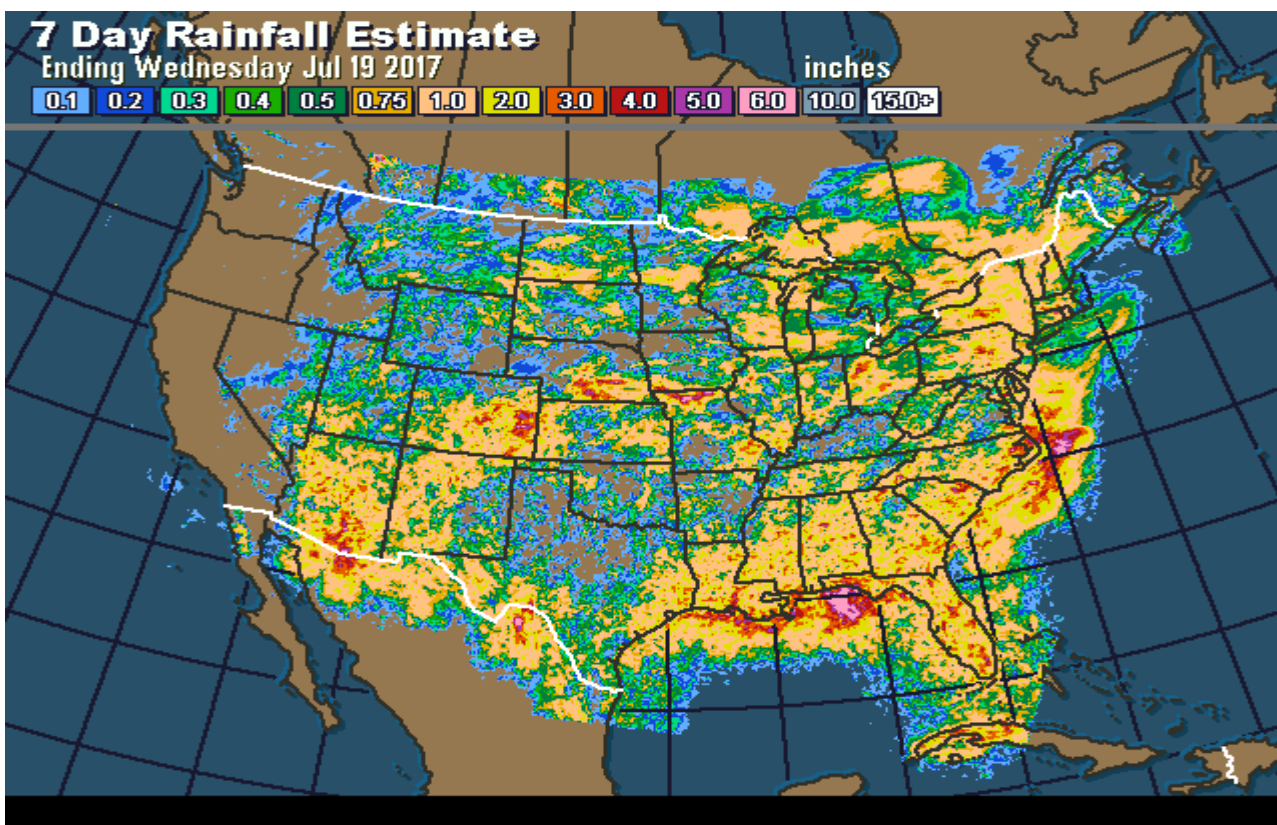 7 Day Rainfall Estimate
Ending Wednesday Jul 19 2017
inches
0.1 0.2 0.3 0.4 0.5 0.75 1.0 2.0 3.0 4.0 5.0 6.0 10.0 15.0+